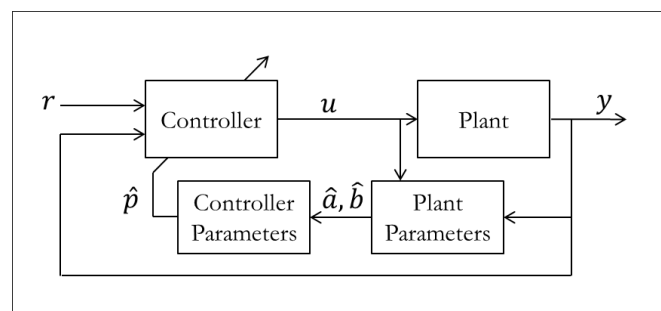 r
Controller
u
Plant
y
p̂
Controller
Parameters
â, b̂
Plant
Parameters